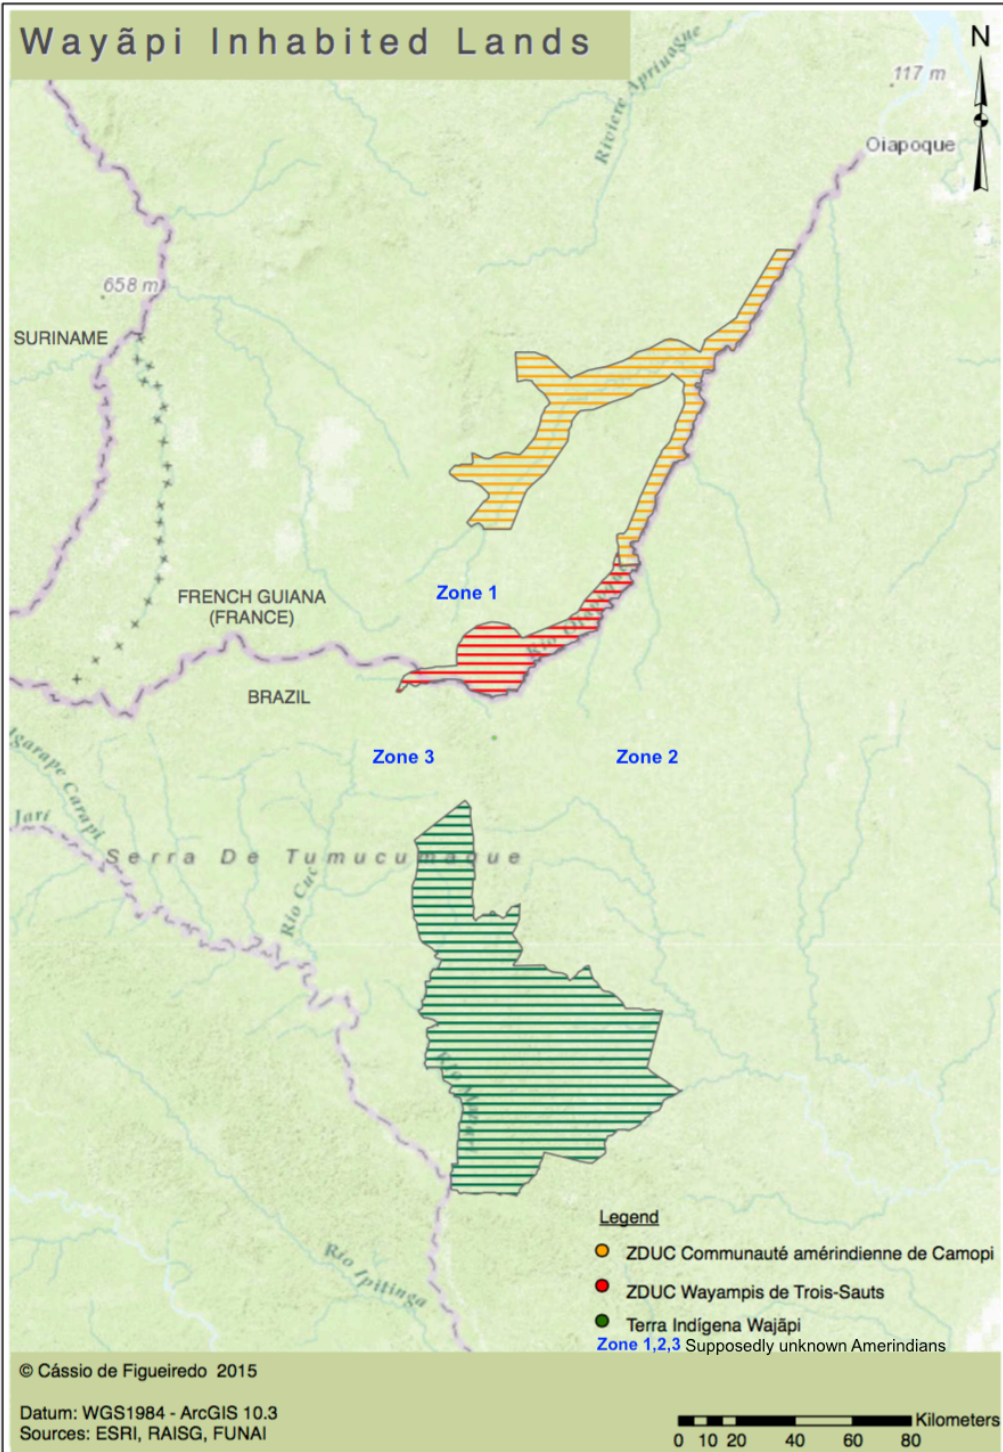 Wayãpi Inhabited Lands
N
117 m
Riviere Apriuague
Oiapoque
658 m
SURINAME
Zone 1
FRENCH GUIANA
(FRANCE)
BRAZIL
Zone 3
Zone 2
Igarape Carapi
Jari
Serra De Tumucumaque
Rio Cuc
Rio Ipitinga
Legend
ZDUC Communauté amérindienne de Camopi
ZDUC Wayampis de Trois-Sauts
Terra Indígena Wajãpi
Zone 1,2,3 Supposedly unknown Amerindians
© Cássio de Figueiredo 2015
Datum: WGS1984 - ArcGIS 10.3
Sources: ESRI, RAISG, FUNAI
Kilometers
0 10 20 40 60 80